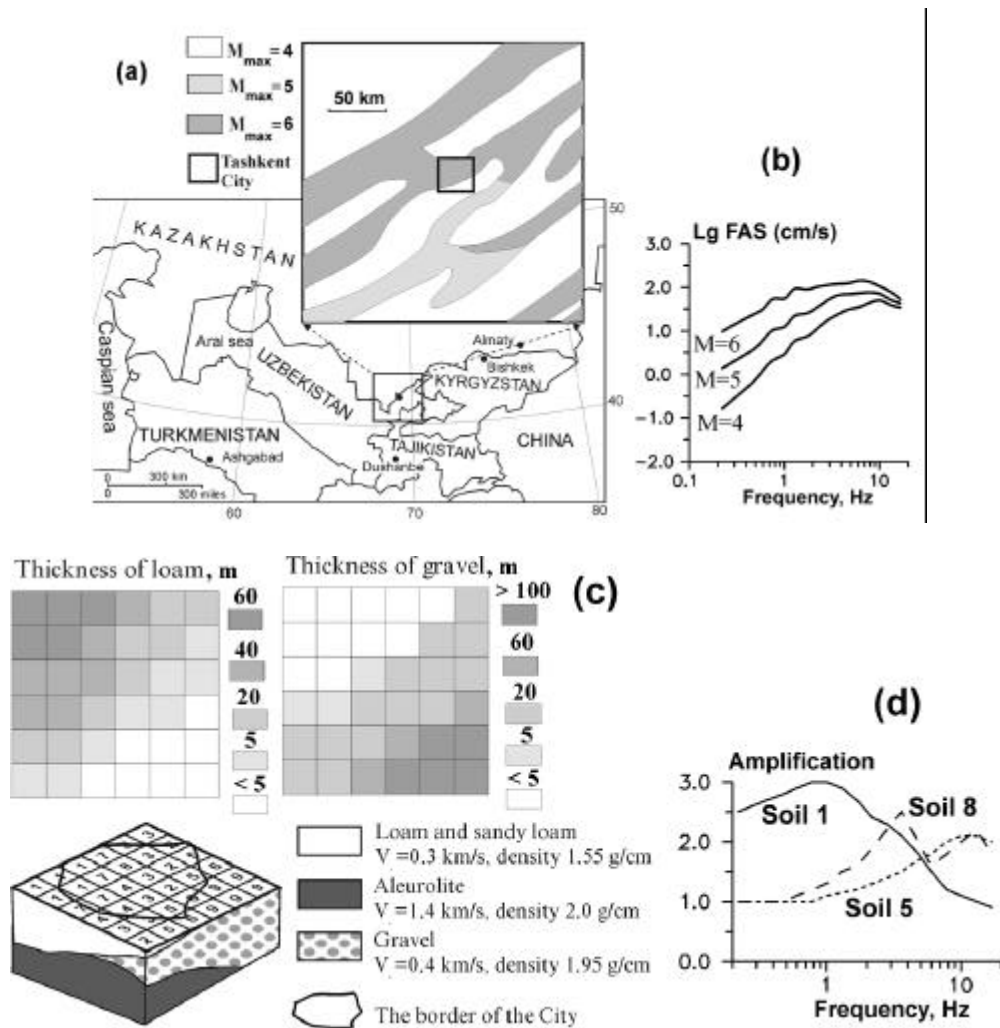 (a)
M max = 4
M max = 5
M max = 6
Tashkent
City
50 km
KAZAKHSTAN
Caspian sea
Aral sea
UZBEKISTAN
TURKMENISTAN
Ashgabad
Almaty
Bishkek
KYRGYZSTAN
TAJIKISTAN
Dushanbe
CHINA
300 km
300 miles
50
40
60
70
80
(b)
Lg FAS (cm/s)
3.0
2.0
1.0
0.0
−1.0
−2.0
M=6
M=5
M=4
0.1
1
10
Frequency, Hz
Thickness of loam, m
60
40
20
5
< 5
Thickness of gravel, m
> 100
60
20
5
< 5
(c)
Loam and sandy loam
V =0.3 km/s, density 1.55 g/cm
Aleurolite
V=1.4 km/s, density 2.0 g/cm
Gravel
V=0.4 km/s, density 1.95 g/cm
The border of the City
(d)
Amplification
3.0
2.0
1.0
0.0
Soil 1
Soil 8
Soil 5
1
10
Frequency, Hz